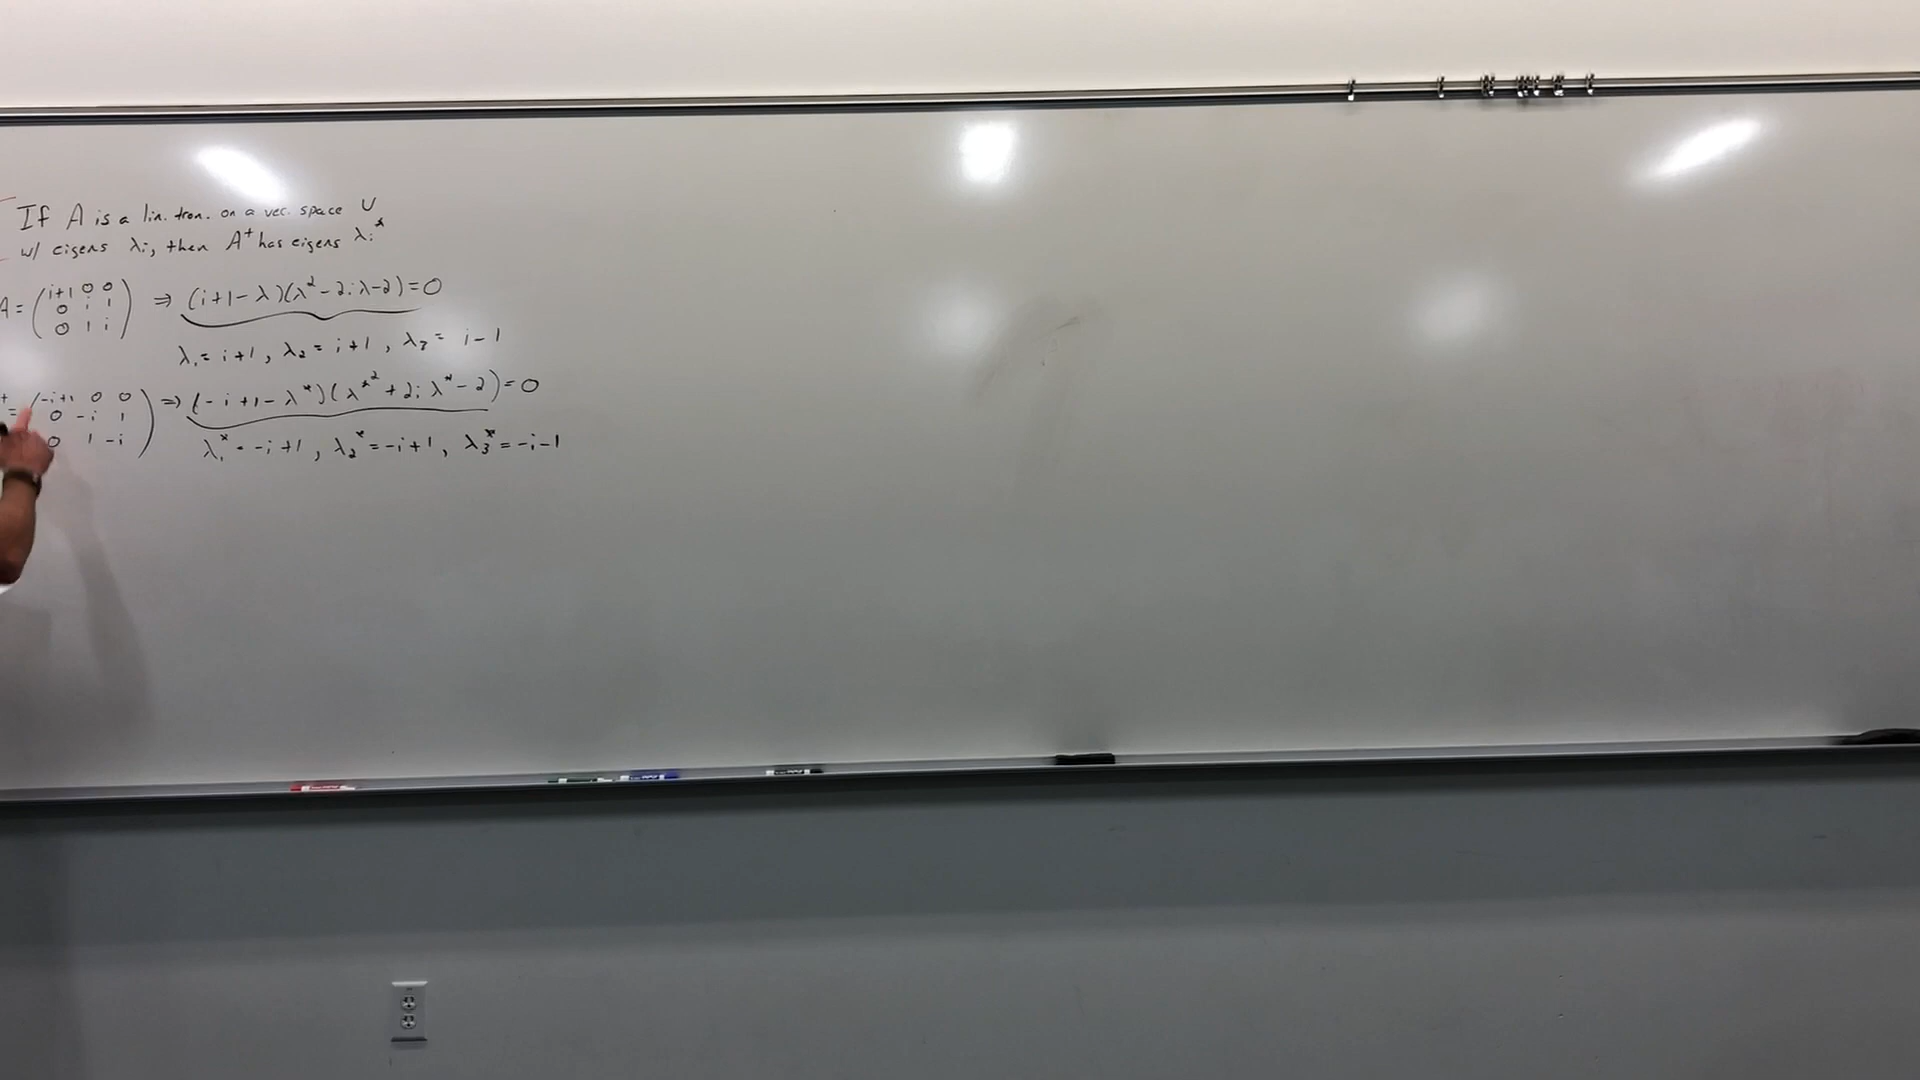 If A is a lin. tran. on a vec. space U
w/ eigens λᵢ, then A⁺ has eigens λᵢ*
A = (i+1 0 0 ⇒ (i+1-λ)(λ²-2iλ-2)=0
0 i 1
0 1 i)
λ₁ = i+1, λ₂ = i+1, λ₃ = i-1
⁺ = (-i+1 0 0 ⇒ (-i+1-λ*)(λ*²+2iλ*-2)=0
0 -i 1
0 1 -i)
λ₁* = -i+1, λ₂* = -i+1, λ₃* = -i-1